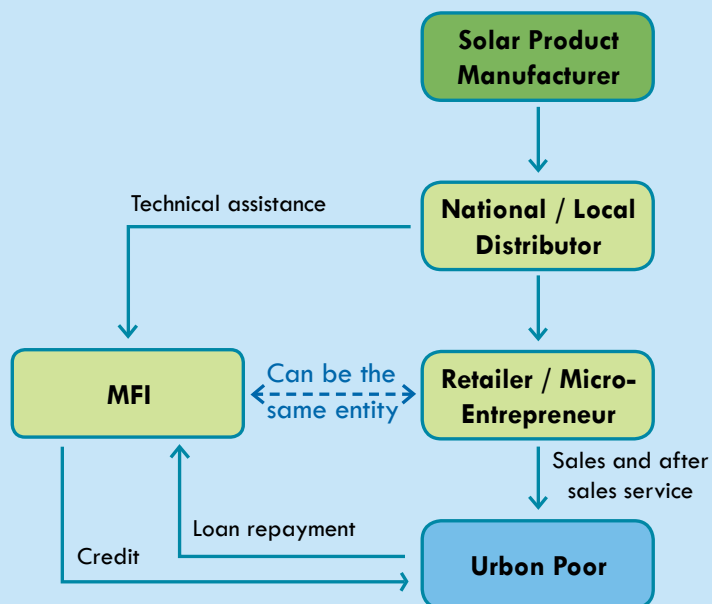 Solar Product
Manufacturer
Technical assistance
National / Local
Distributor
MFI
Can be the
same entity
Retailer / Micro-
Entrepreneur
Sales and after
sales service
Loan repayment
Credit
Urbon Poor